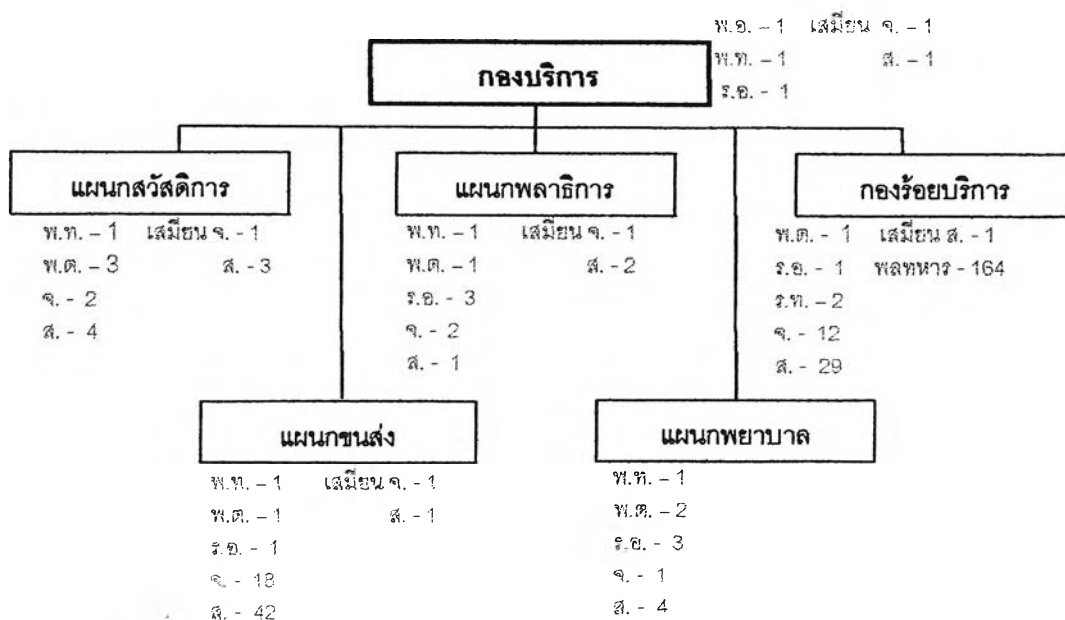 พ.อ. – 1 เสมียน จ. – 1
พ.ท. – 1 ส. – 1
ร.อ. - 1
กองบริการ
แผนกสวัสดิการ
พ.ท. – 1 เสมียน จ. - 1
พ.ต. – 3 ส. - 3
จ. - 2
ส. - 4
แผนกพลาธิการ
พ.ท. – 1 เสมียน จ. - 1
พ.ต. – 1 ส. - 2
ร.อ. - 3
จ. - 2
ส. - 1
กองร้อยบริการ
พ.ต. - 1 เสมียน ส. - 1
ร.อ. - 1 พลทหาร - 164
ร.ท. – 2
จ. - 12
ส. - 29
แผนกขนส่ง
พ.ท. – 1 เสมียน จ. - 1
พ.ต. – 1 ส. - 1
ร.อ. - 1
จ. - 18
ส. - 42
แผนกพยาบาล
พ.ท. – 1
พ.ต. – 2
ร.อ. - 3
จ. - 1
ส. - 4